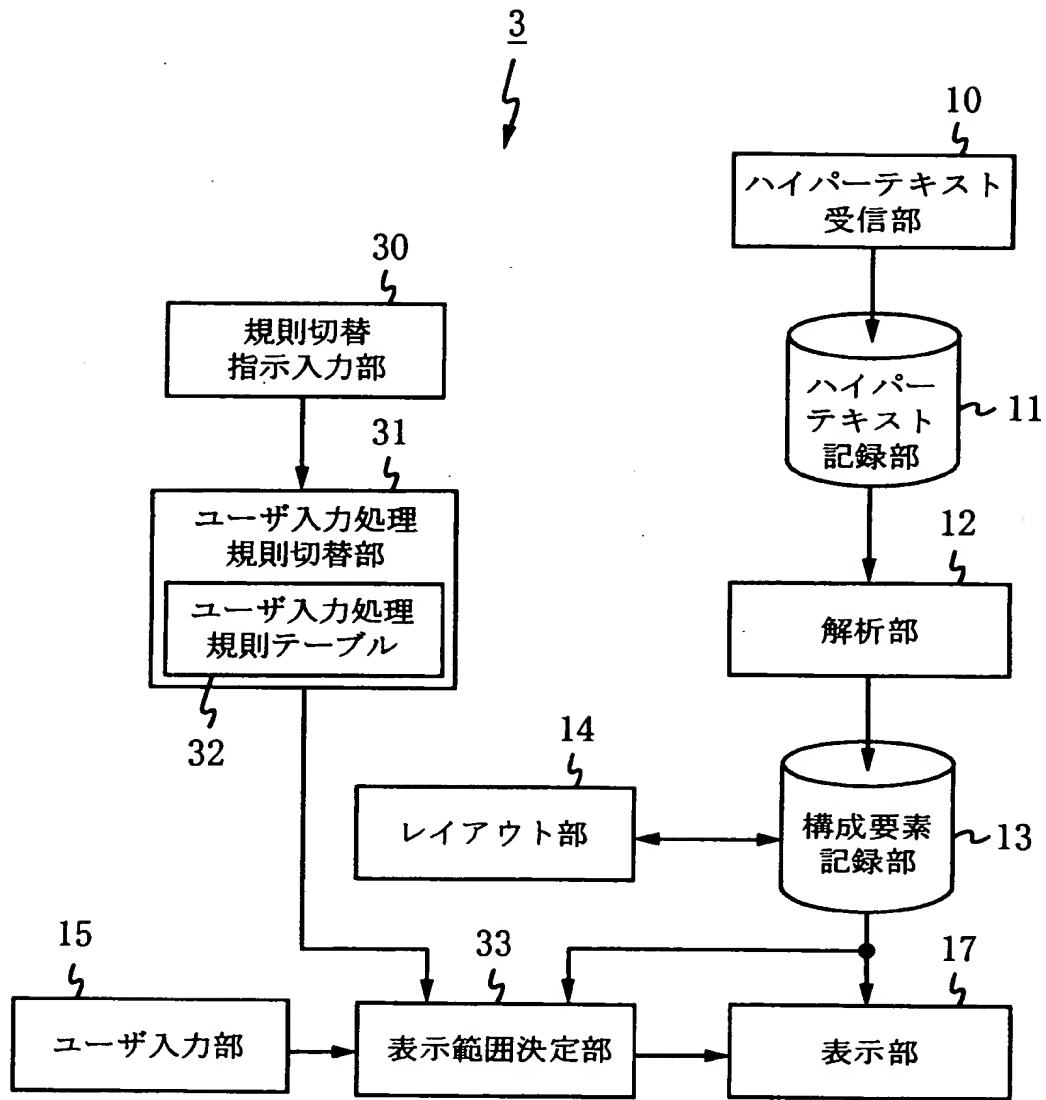 3
10
ハイパーテキスト
受信部
30
規則切替
指示入力部
ハイパー
テキスト
記録部
11
31
ユーザ入力処理
規則切替部
ユーザ入力処理
規則テーブル
32
12
解析部
14
レイアウト部
構成要素
記録部
13
15
ユーザ入力部
33
表示範囲決定部
17
表示部